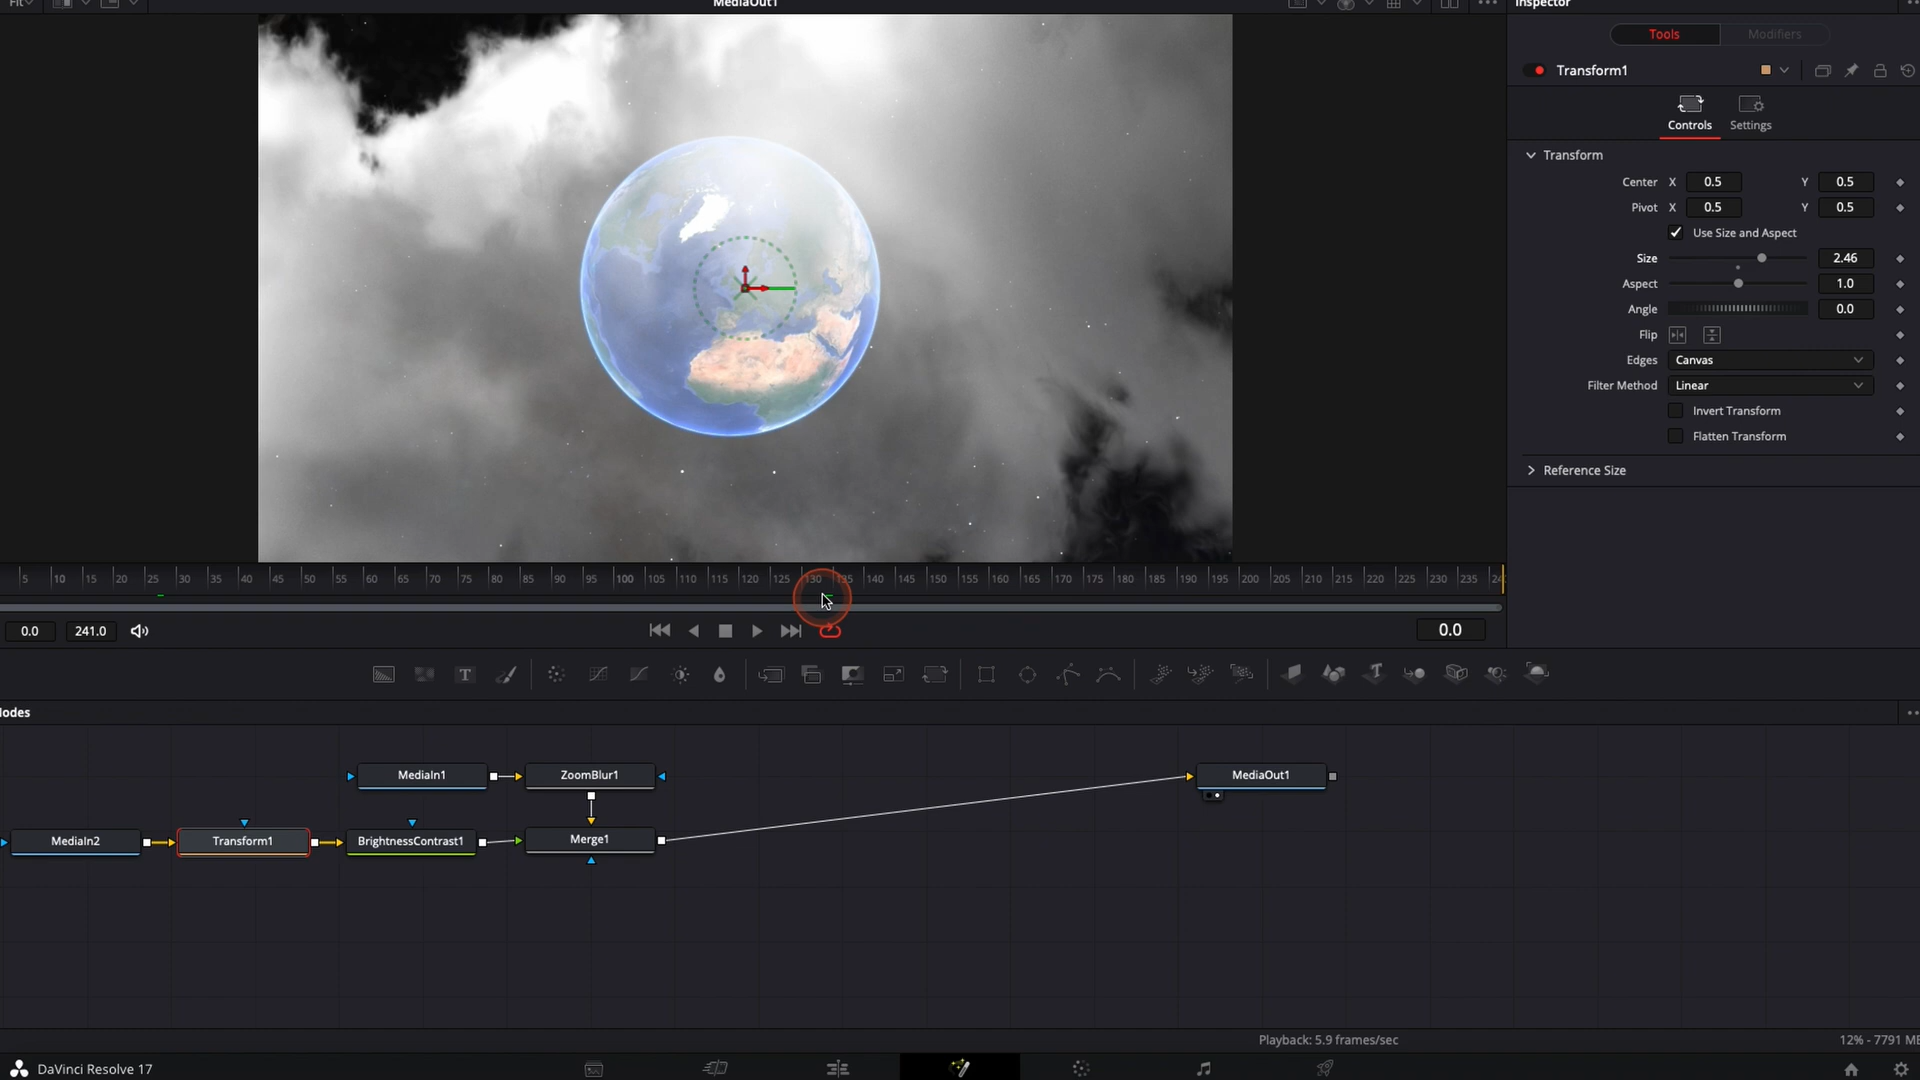 Fit
MediaOut1
Inspector
Tools
Modifiers
Transform1
Controls
Settings
Transform
Center X 0.5 Y 0.5
Pivot X 0.5 Y 0.5
Use Size and Aspect
Size 2.46
Aspect 1.0
Angle 0.0
Flip
Edges Canvas
Filter Method Linear
Invert Transform
Flatten Transform
Reference Size
5 10 15 20 25 30 35 40 45 50 55 60 65 70 75 80 85 90 95 100 105 110 115 120 125 130 135 140 145 150 155 160 165 170 175 180 185 190 195 200 205 210 215 220 225 230 235 24
0.0 241.0 0.0
odes
MediaIn1
ZoomBlur1
MediaOut1
MediaIn2
Transform1
BrightnessContrast1
Merge1
Playback: 5.9 frames/sec
12% - 7791 MB
DaVinci Resolve 17